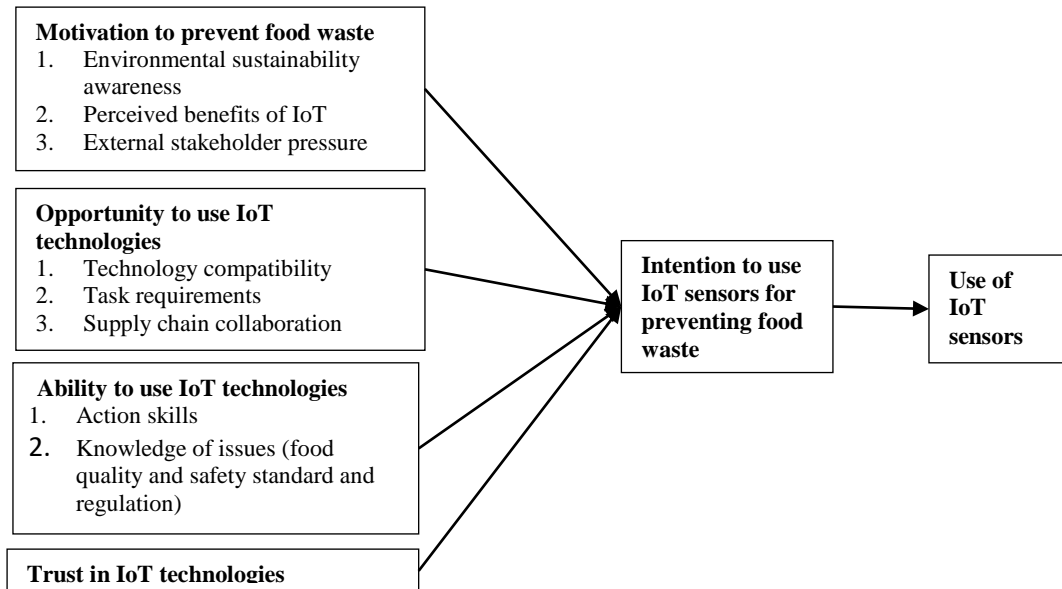 Motivation to prevent food waste
1. Environmental sustainability
awareness
2. Perceived benefits of IoT
3. External stakeholder pressure
Opportunity to use IoT
technologies
1. Technology compatibility
2. Task requirements
3. Supply chain collaboration
Ability to use IoT technologies
1. Action skills
2. Knowledge of issues (food
quality and safety standard and
regulation)
Trust in IoT technologies
Intention to use
IoT sensors for
preventing food
waste
Use of
IoT
sensors